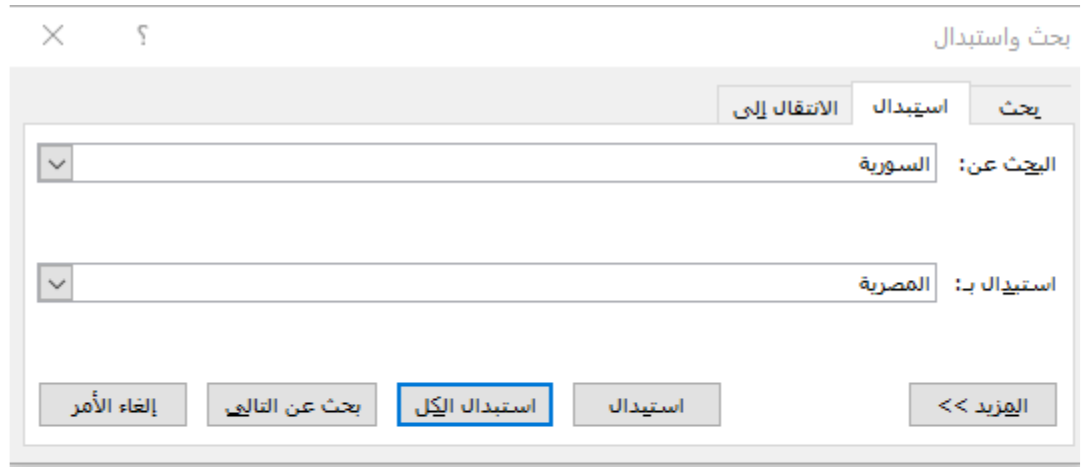 بحث واستبدال ؟
بحث استبدال الانتقال إلى
البحث عن: السورية
استبدال بـ: المصرية
المزيد >> استبدال استبدال الكل بحث عن التالي إلغاء الأمر